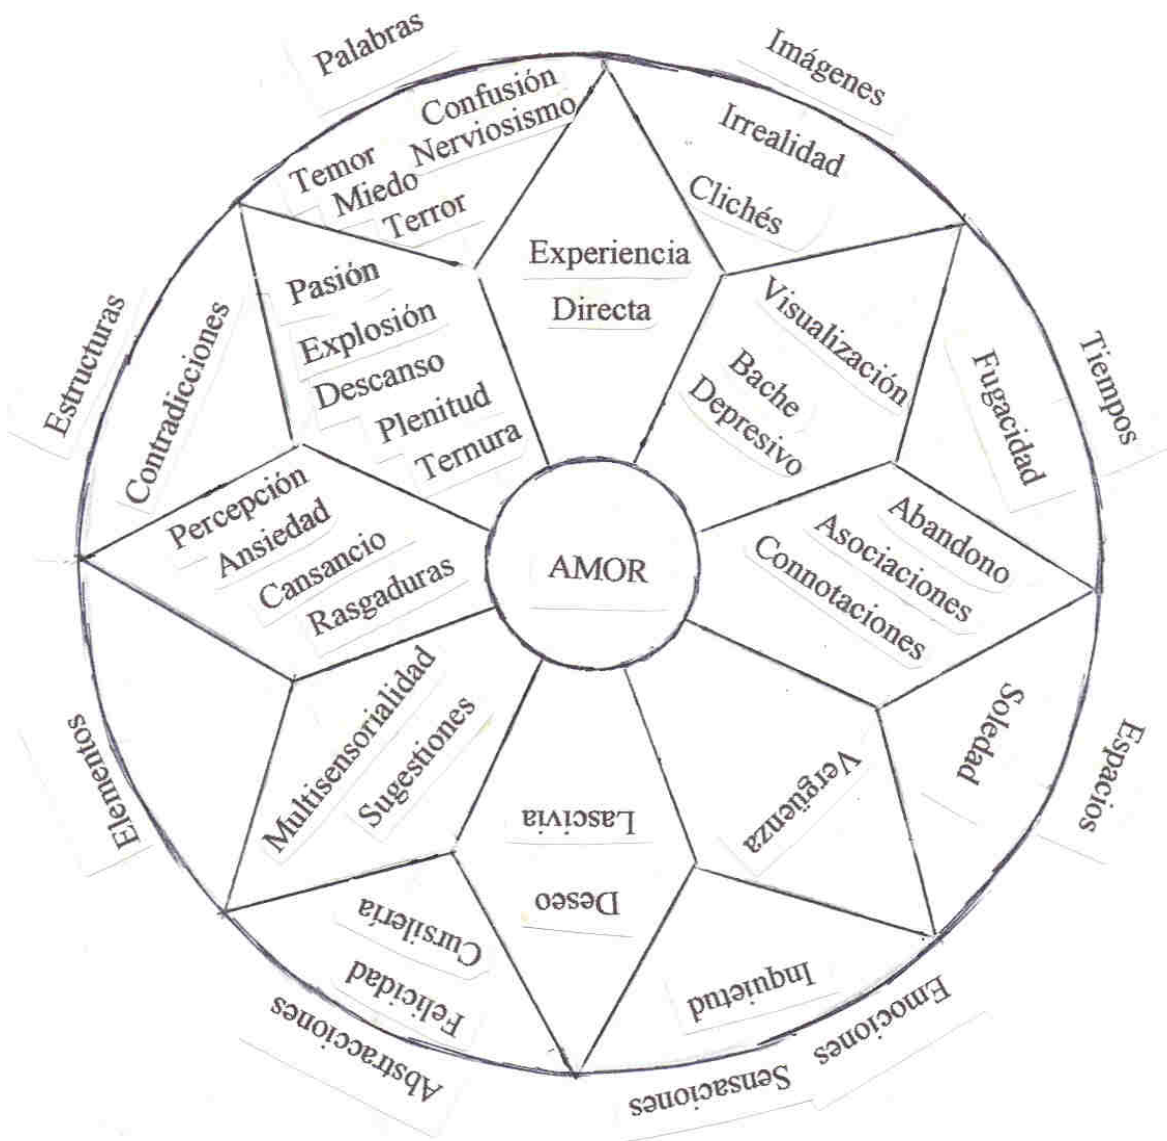 Palabras
Imágenes
Tiempos
Espacios
Emociones
Sensaciones
Abstracciones
Elementos
Estructuras
Confusión
Nerviosismo
Temor
Miedo
Terror
Irrealidad
Clichés
Fugacidad
Soledad
Inquietud
Cursilería
Felicidad
Contradicciones
Experiencia
Directa
Visualización
Bache
Depresivo
Abandono
Asociaciones
Connotaciones
Vergüenza
Lascivia
Deseo
Multisensorialidad
Sugestiones
Percepción
Ansiedad
Cansancio
Rasgaduras
Pasión
Explosión
Descanso
Plenitud
Ternura
AMOR